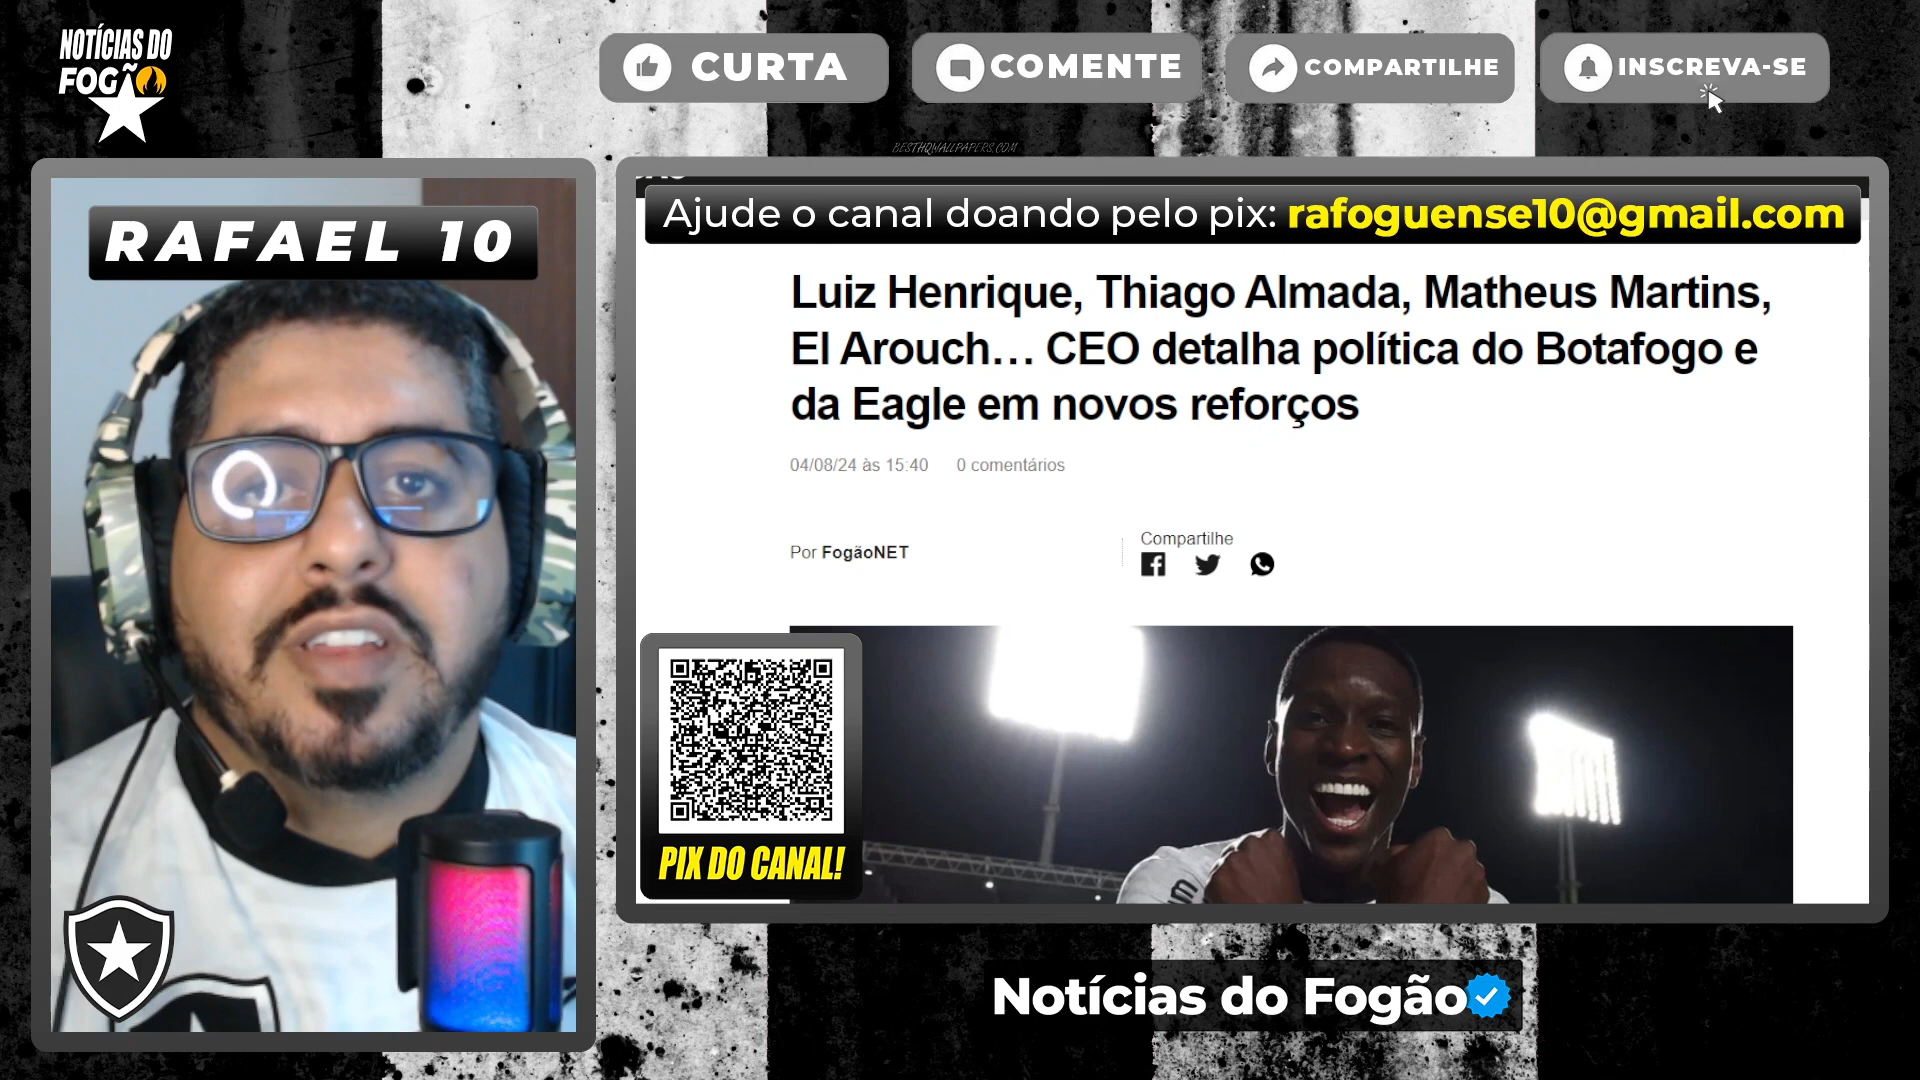 NOTÍCIAS DO
FOGÃO
CURTA
COMENTE
COMPARTILHE
INSCREVA-SE
BESTHQWALLPAPERS.COM
RAFAEL 10
Ajude o canal doando pelo pix: rafoguense10@gmail.com
Luiz Henrique, Thiago Almada, Matheus Martins,
El Arouch… CEO detalha política do Botafogo e
da Eagle em novos reforços
04/08/24 às 15:40 0 comentários
Compartilhe
Por FogãoNET
PIX DO CANAL!
Notícias do Fogão